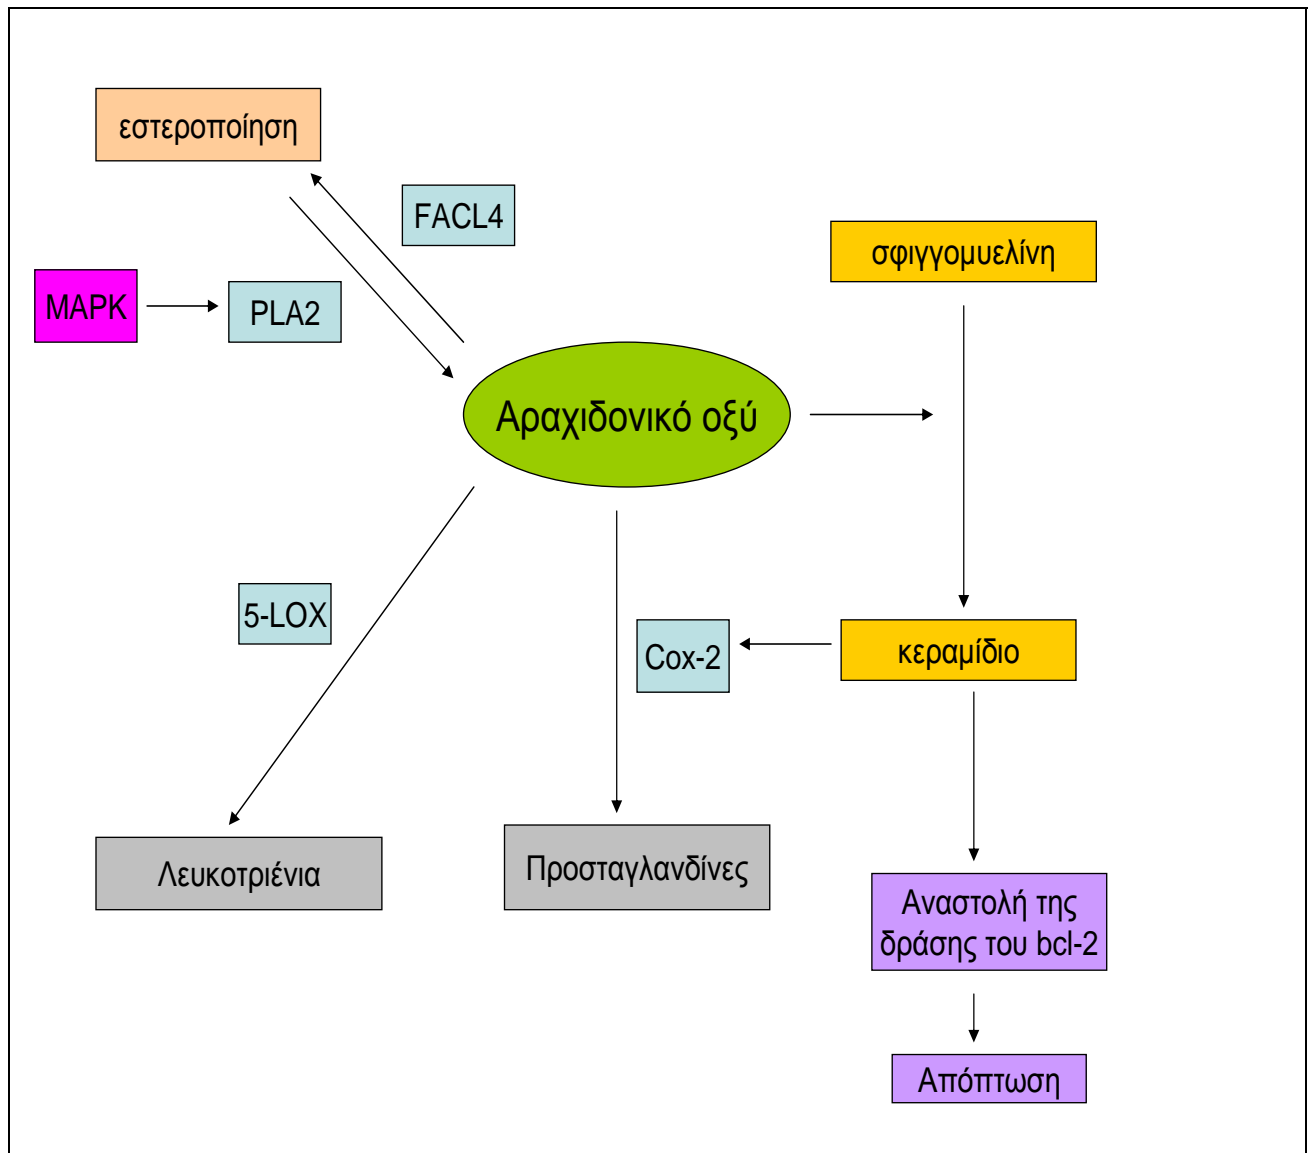 εστεροποίηση
FACL4
σφιγγομυελίνη
MAPK
PLA2
Αραχιδονικό οξύ
5-LOX
Cox-2
κεραμίδιο
Λευκοτριένια
Προσταγλανδίνες
Αναστολή της
δράσης του bcl-2
Απόπτωση